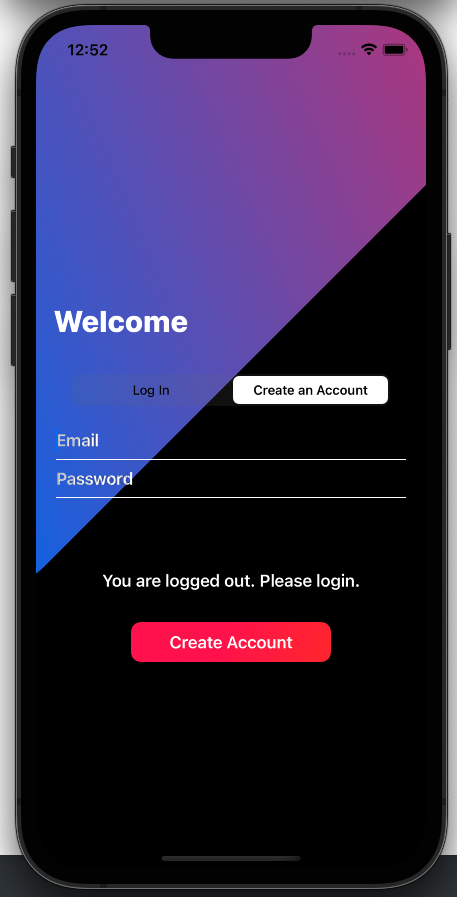 12:52
Welcome
Log In
Create an Account
Email
Password
You are logged out. Please login.
Create Account